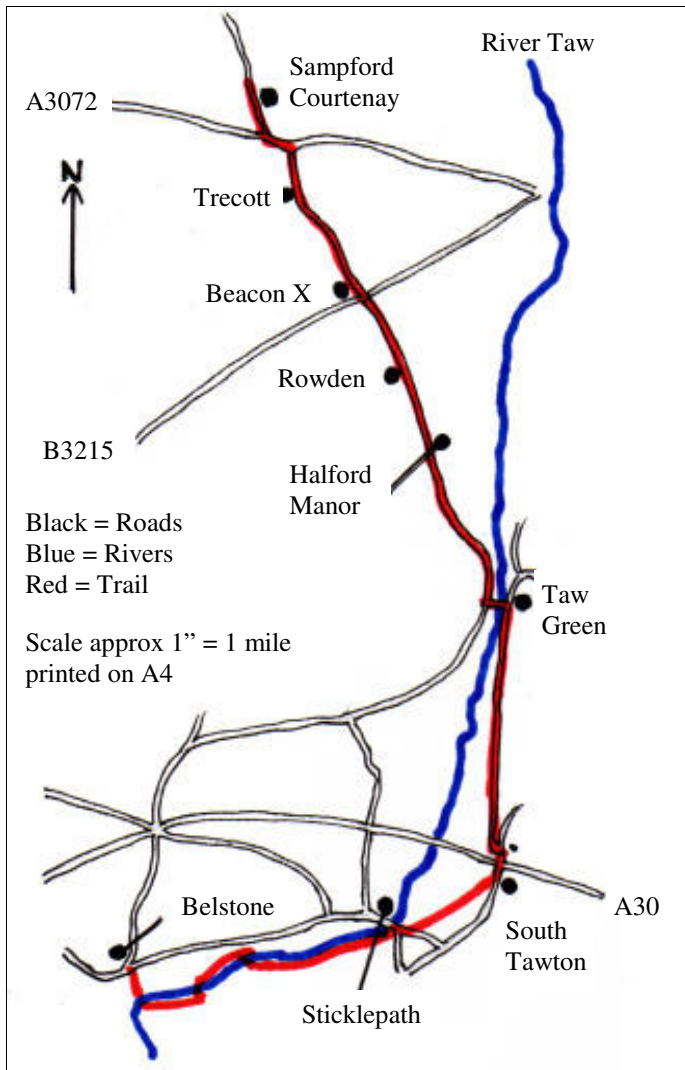 River Taw
Sampford
Courtenay
A3072
N
Trecott
Beacon X
Rowden
B3215
Halford
Manor
Black = Roads
Blue = Rivers
Red = Trail
Taw
Green
Scale approx 1” = 1 mile
printed on A4
Belstone
A30
South
Tawton
Sticklepath